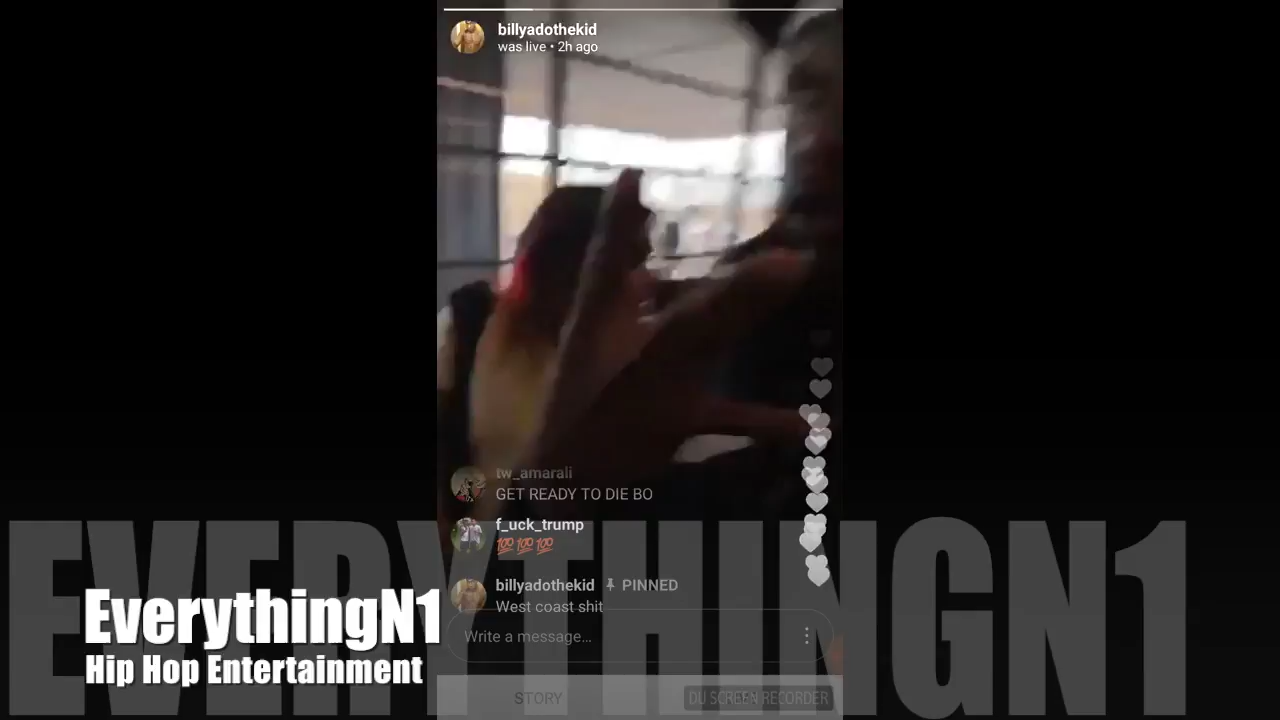 billyadothekid
was live • 2h ago
tw_amarali
GET READY TO DIE BO
f_uck_trump
💯💯💯
billyadothekid PINNED
West coast shit
Write a message...
STORY
DU SCREEN RECORDER
EVERYTHINGN1
EverythingN1
Hip Hop Entertainment